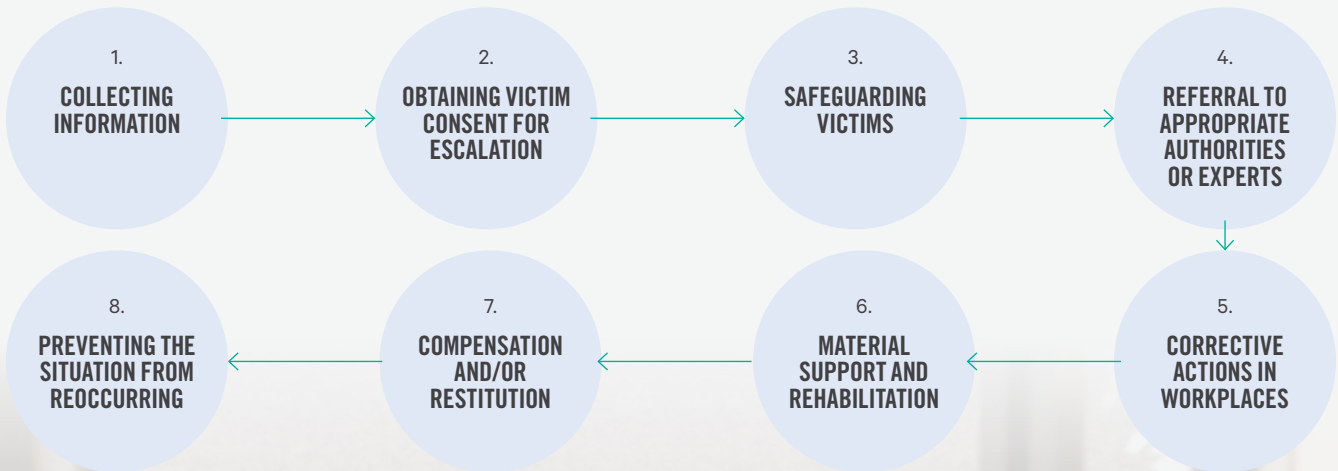 1.
COLLECTING
INFORMATION
2.
OBTAINING VICTIM
CONSENT FOR
ESCALATION
3.
SAFEGUARDING
VICTIMS
4.
REFERRAL TO
APPROPRIATE
AUTHORITIES
OR EXPERTS
5.
CORRECTIVE
ACTIONS IN
WORKPLACES
6.
MATERIAL
SUPPORT AND
REHABILITATION
7.
COMPENSATION
AND/OR
RESTITUTION
8.
PREVENTING THE
SITUATION FROM
REOCCURRING